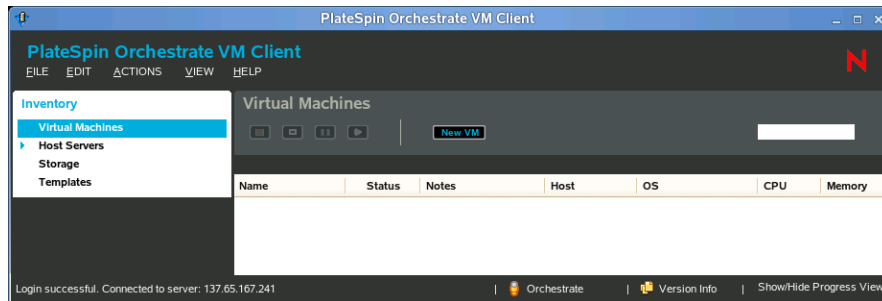 PlateSpin Orchestrate VM Client
PlateSpin Orchestrate VM Client
FILE EDIT ACTIONS VIEW HELP
N
Inventory
Virtual Machines
Host Servers
Storage
Templates
Virtual Machines
New VM
Name Status Notes Host OS CPU Memory
Login successful. Connected to server: 137.65.167.241 | Orchestrate | Version Info | Show/Hide Progress View